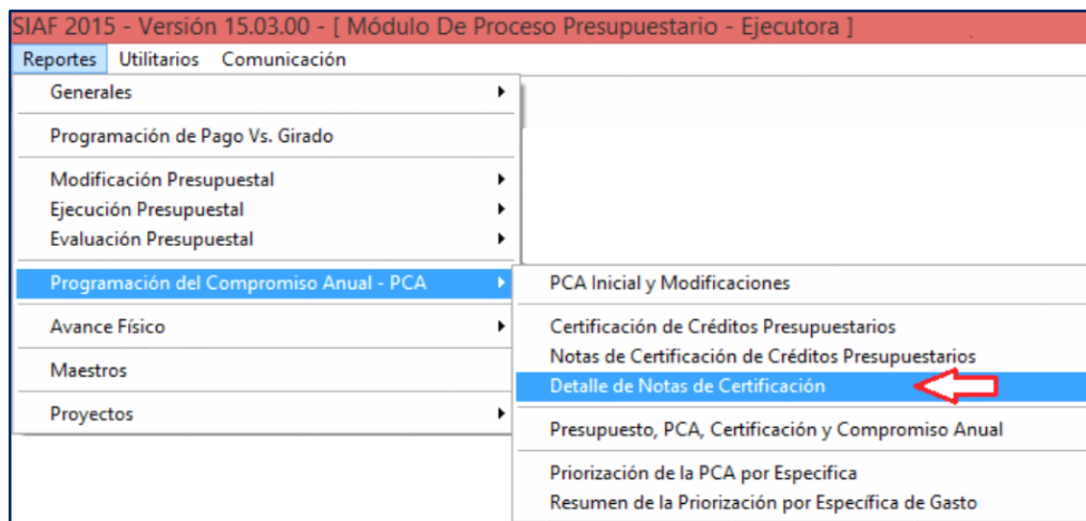 SIAF 2015 - Versión 15.03.00 - [ Módulo De Proceso Presupuestario - Ejecutora ]
Reportes Utilitarios Comunicación
Generales
Programación de Pago Vs. Girado
Modificación Presupuestal
Ejecución Presupuestal
Evaluación Presupuestal
Programación del Compromiso Anual - PCA
Avance Físico
Maestros
Proyectos
PCA Inicial y Modificaciones
Certificación de Créditos Presupuestarios
Notas de Certificación de Créditos Presupuestarios
Detalle de Notas de Certificación
Presupuesto, PCA, Certificación y Compromiso Anual
Priorización de la PCA por Especifica
Resumen de la Priorización por Específica de Gasto